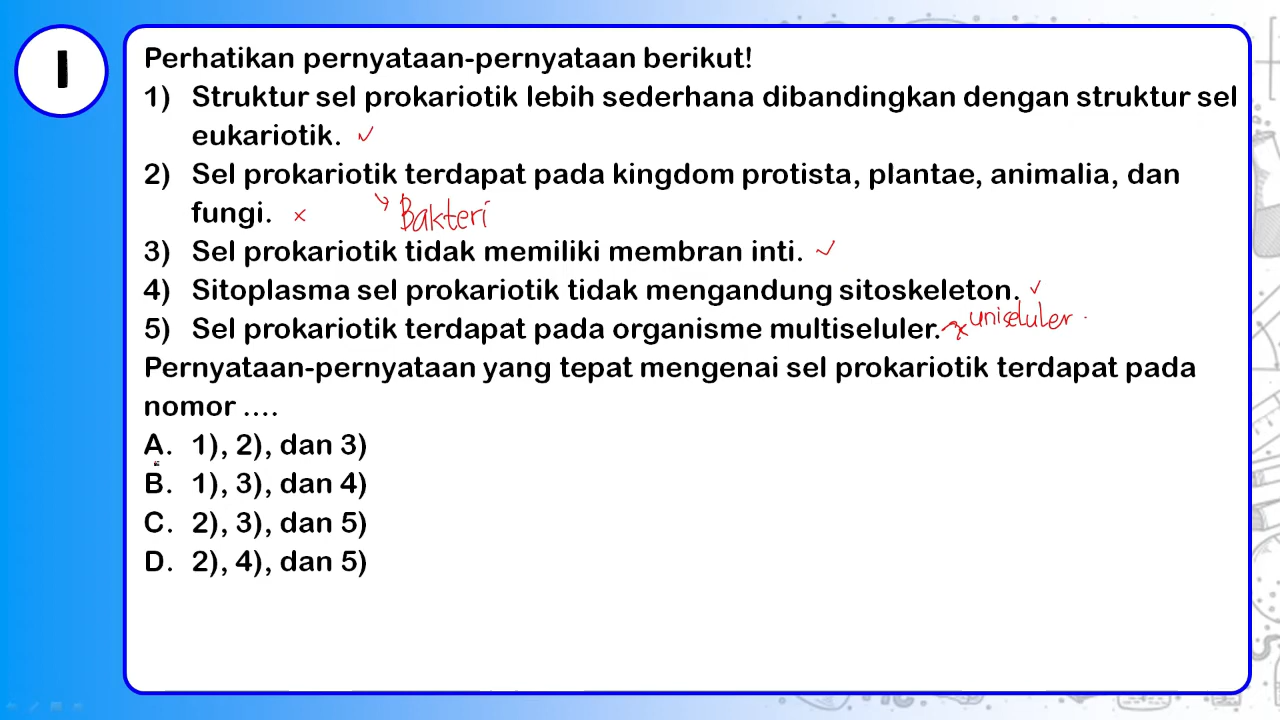 1
Perhatikan pernyataan-pernyataan berikut!
1) Struktur sel prokariotik lebih sederhana dibandingkan dengan struktur sel
eukariotik. ✓
2) Sel prokariotik terdapat pada kingdom protista, plantae, animalia, dan
fungi. × Bakteri
3) Sel prokariotik tidak memiliki membran inti. ✓
4) Sitoplasma sel prokariotik tidak mengandung sitoskeleton. ✓
5) Sel prokariotik terdapat pada organisme multiseluler. × uniseluler
Pernyataan-pernyataan yang tepat mengenai sel prokariotik terdapat pada
nomor ....
A. 1), 2), dan 3)
B. 1), 3), dan 4)
C. 2), 3), dan 5)
D. 2), 4), dan 5)